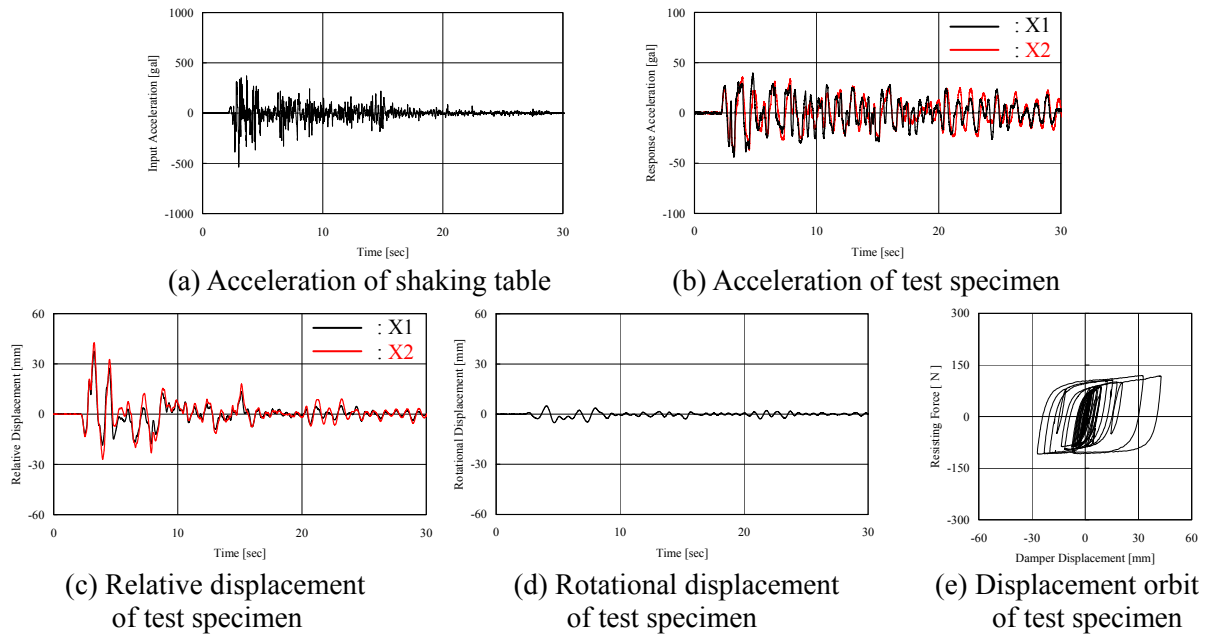 1000
500
0
-500
-1000
Input Acceleration [gal]
0 10 20 30
Time [sec]
(a) Acceleration of shaking table
100
50
0
-50
-100
Response Acceleration [gal]
: X1
: X2
0 10 20 30
Time [sec]
(b) Acceleration of test specimen
60
30
0
-30
-60
Relative Displacement [mm]
: X1
: X2
0 10 20 30
Time [sec]
(c) Relative displacement
of test specimen
60
30
0
-30
-60
Rotational Displacement [mm]
0 10 20 30
Time [sec]
(d) Rotational displacement
of test specimen
300
150
0
-150
-300
Resisting Force [ N ]
-60 -30 0 30 60
Damper Displacement [mm]
(e) Displacement orbit
of test specimen